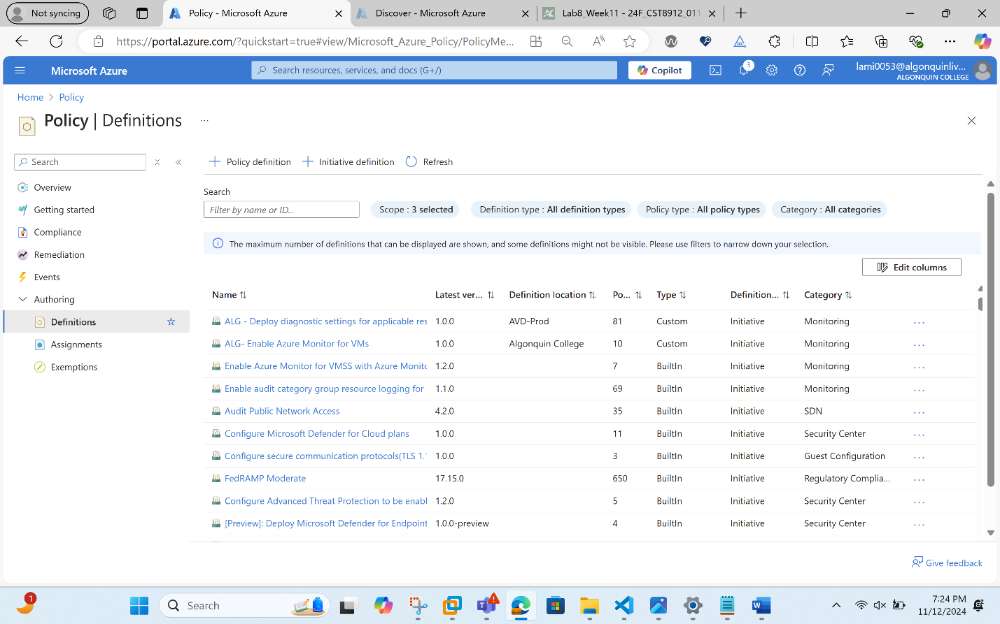 Not syncing
Policy - Microsoft Azure
Discover - Microsoft Azure
Lab8_Week11 - 24F_CST8912_011
https://portal.azure.com/?quickstart=true#view/Microsoft_Azure_Policy/PolicyMe...
Microsoft Azure
Search resources, services, and docs (G+/)
Copilot
3
lami0053@algonquinliv...
ALGONQUIN COLLEGE
Home > Policy
Policy | Definitions
...
Search
Policy definition
Initiative definition
Refresh
Overview
Getting started
Compliance
Remediation
Events
Authoring
Definitions
Assignments
Exemptions
Search
Filter by name or ID...
Scope : 3 selected
Definition type : All definition types
Policy type : All policy types
Category : All categories
The maximum number of definitions that can be displayed are shown, and some definitions might not be visible. Please use filters to narrow down your selection.
Edit columns
Name Latest ver... Definition location Po... Type Definition... Category
ALG - Deploy diagnostic settings for applicable res 1.0.0 AVD-Prod 81 Custom Initiative Monitoring ...
ALG- Enable Azure Monitor for VMs 1.0.0 Algonquin College 10 Custom Initiative Monitoring ...
Enable Azure Monitor for VMSS with Azure Monito 1.2.0 7 BuiltIn Initiative Monitoring ...
Enable audit category group resource logging for 1.1.0 69 BuiltIn Initiative Monitoring ...
Audit Public Network Access 4.2.0 35 BuiltIn Initiative SDN ...
Configure Microsoft Defender for Cloud plans 1.0.0 11 BuiltIn Initiative Security Center ...
Configure secure communication protocols(TLS 1.1 1.0.0 3 BuiltIn Initiative Guest Configuration ...
FedRAMP Moderate 17.15.0 650 BuiltIn Initiative Regulatory Complia... ...
Configure Advanced Threat Protection to be enabl 1.2.0 5 BuiltIn Initiative Security Center ...
[Preview]: Deploy Microsoft Defender for Endpoint 1.0.0-preview 4 BuiltIn Initiative Security Center ...
Give feedback
1
Search
7:24 PM
11/12/2024